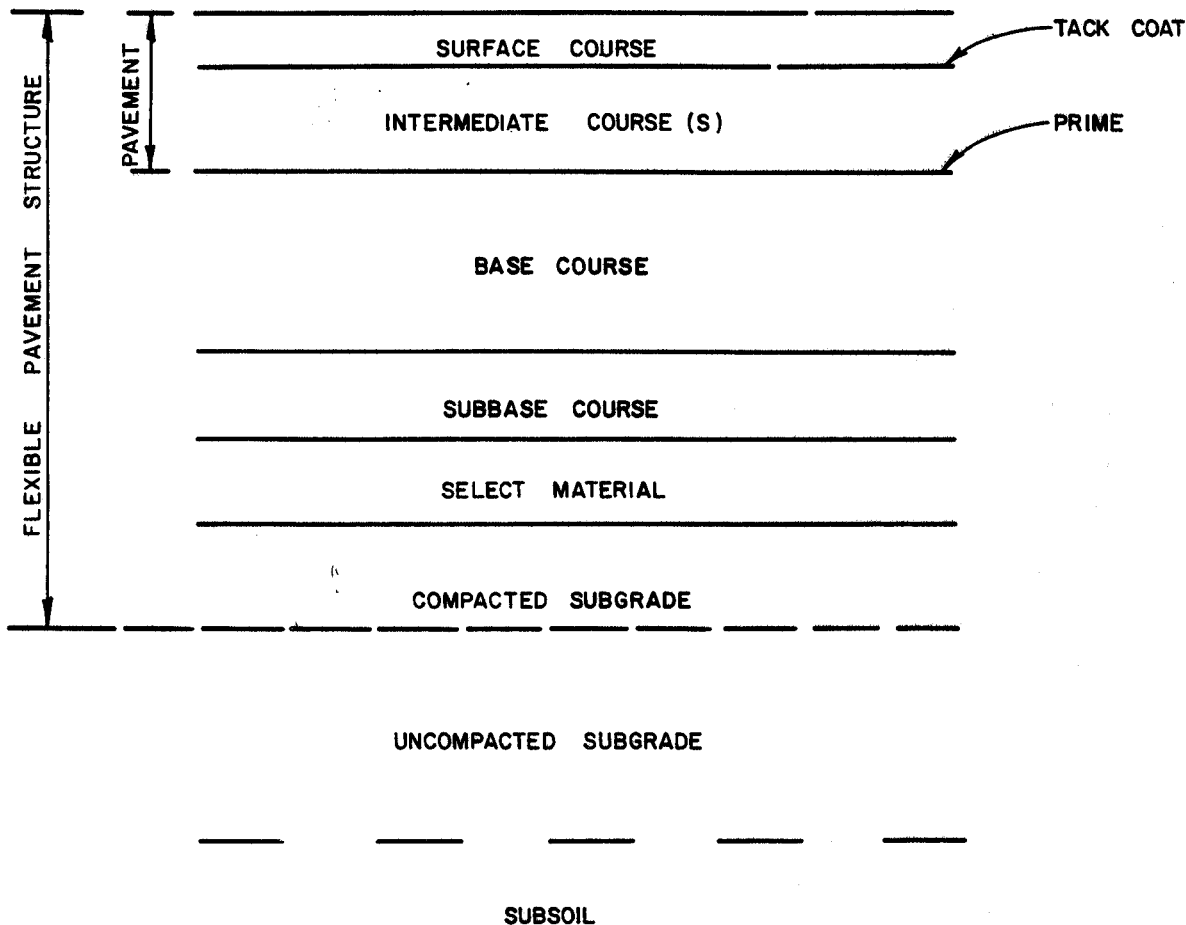 SURFACE COURSE
TACK COAT
INTERMEDIATE COURSE (S)
PRIME
PAVEMENT
FLEXIBLE PAVEMENT STRUCTURE
BASE COURSE
SUBBASE COURSE
SELECT MATERIAL
COMPACTED SUBGRADE
UNCOMPACTED SUBGRADE
SUBSOIL